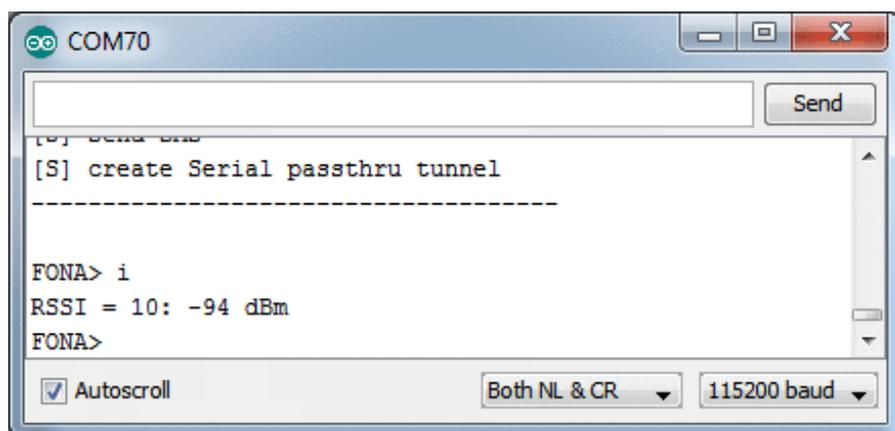 COM70
Send
[S] create Serial passthru tunnel
-------------------------------------
FONA> i
RSSI = 10: -94 dBm
FONA>
Autoscroll
Both NL & CR
115200 baud